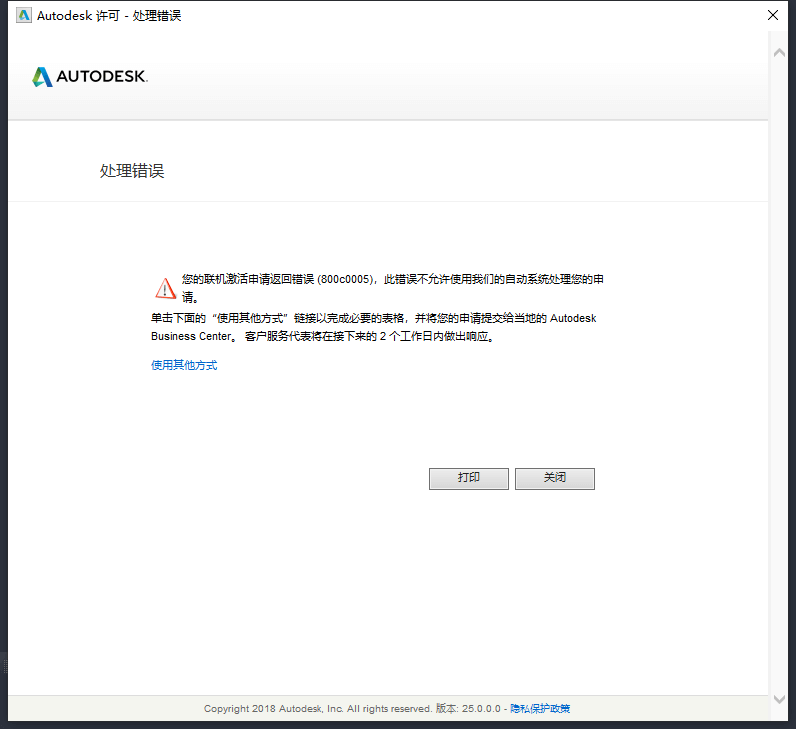 Autodesk 许可 - 处理错误
AUTODESK.
处理错误
您的联机激活申请返回错误 (800c0005)，此错误不允许使用我们的自动系统处理您的申
请。
单击下面的“使用其他方式”链接以完成必要的表格，并将您的申请提交给当地的 Autodesk
Business Center。 客户服务代表将在接下来的 2 个工作日内做出响应。
使用其他方式
打印 关闭
Copyright 2018 Autodesk, Inc. All rights reserved. 版本: 25.0.0.0 - 隐私保护政策